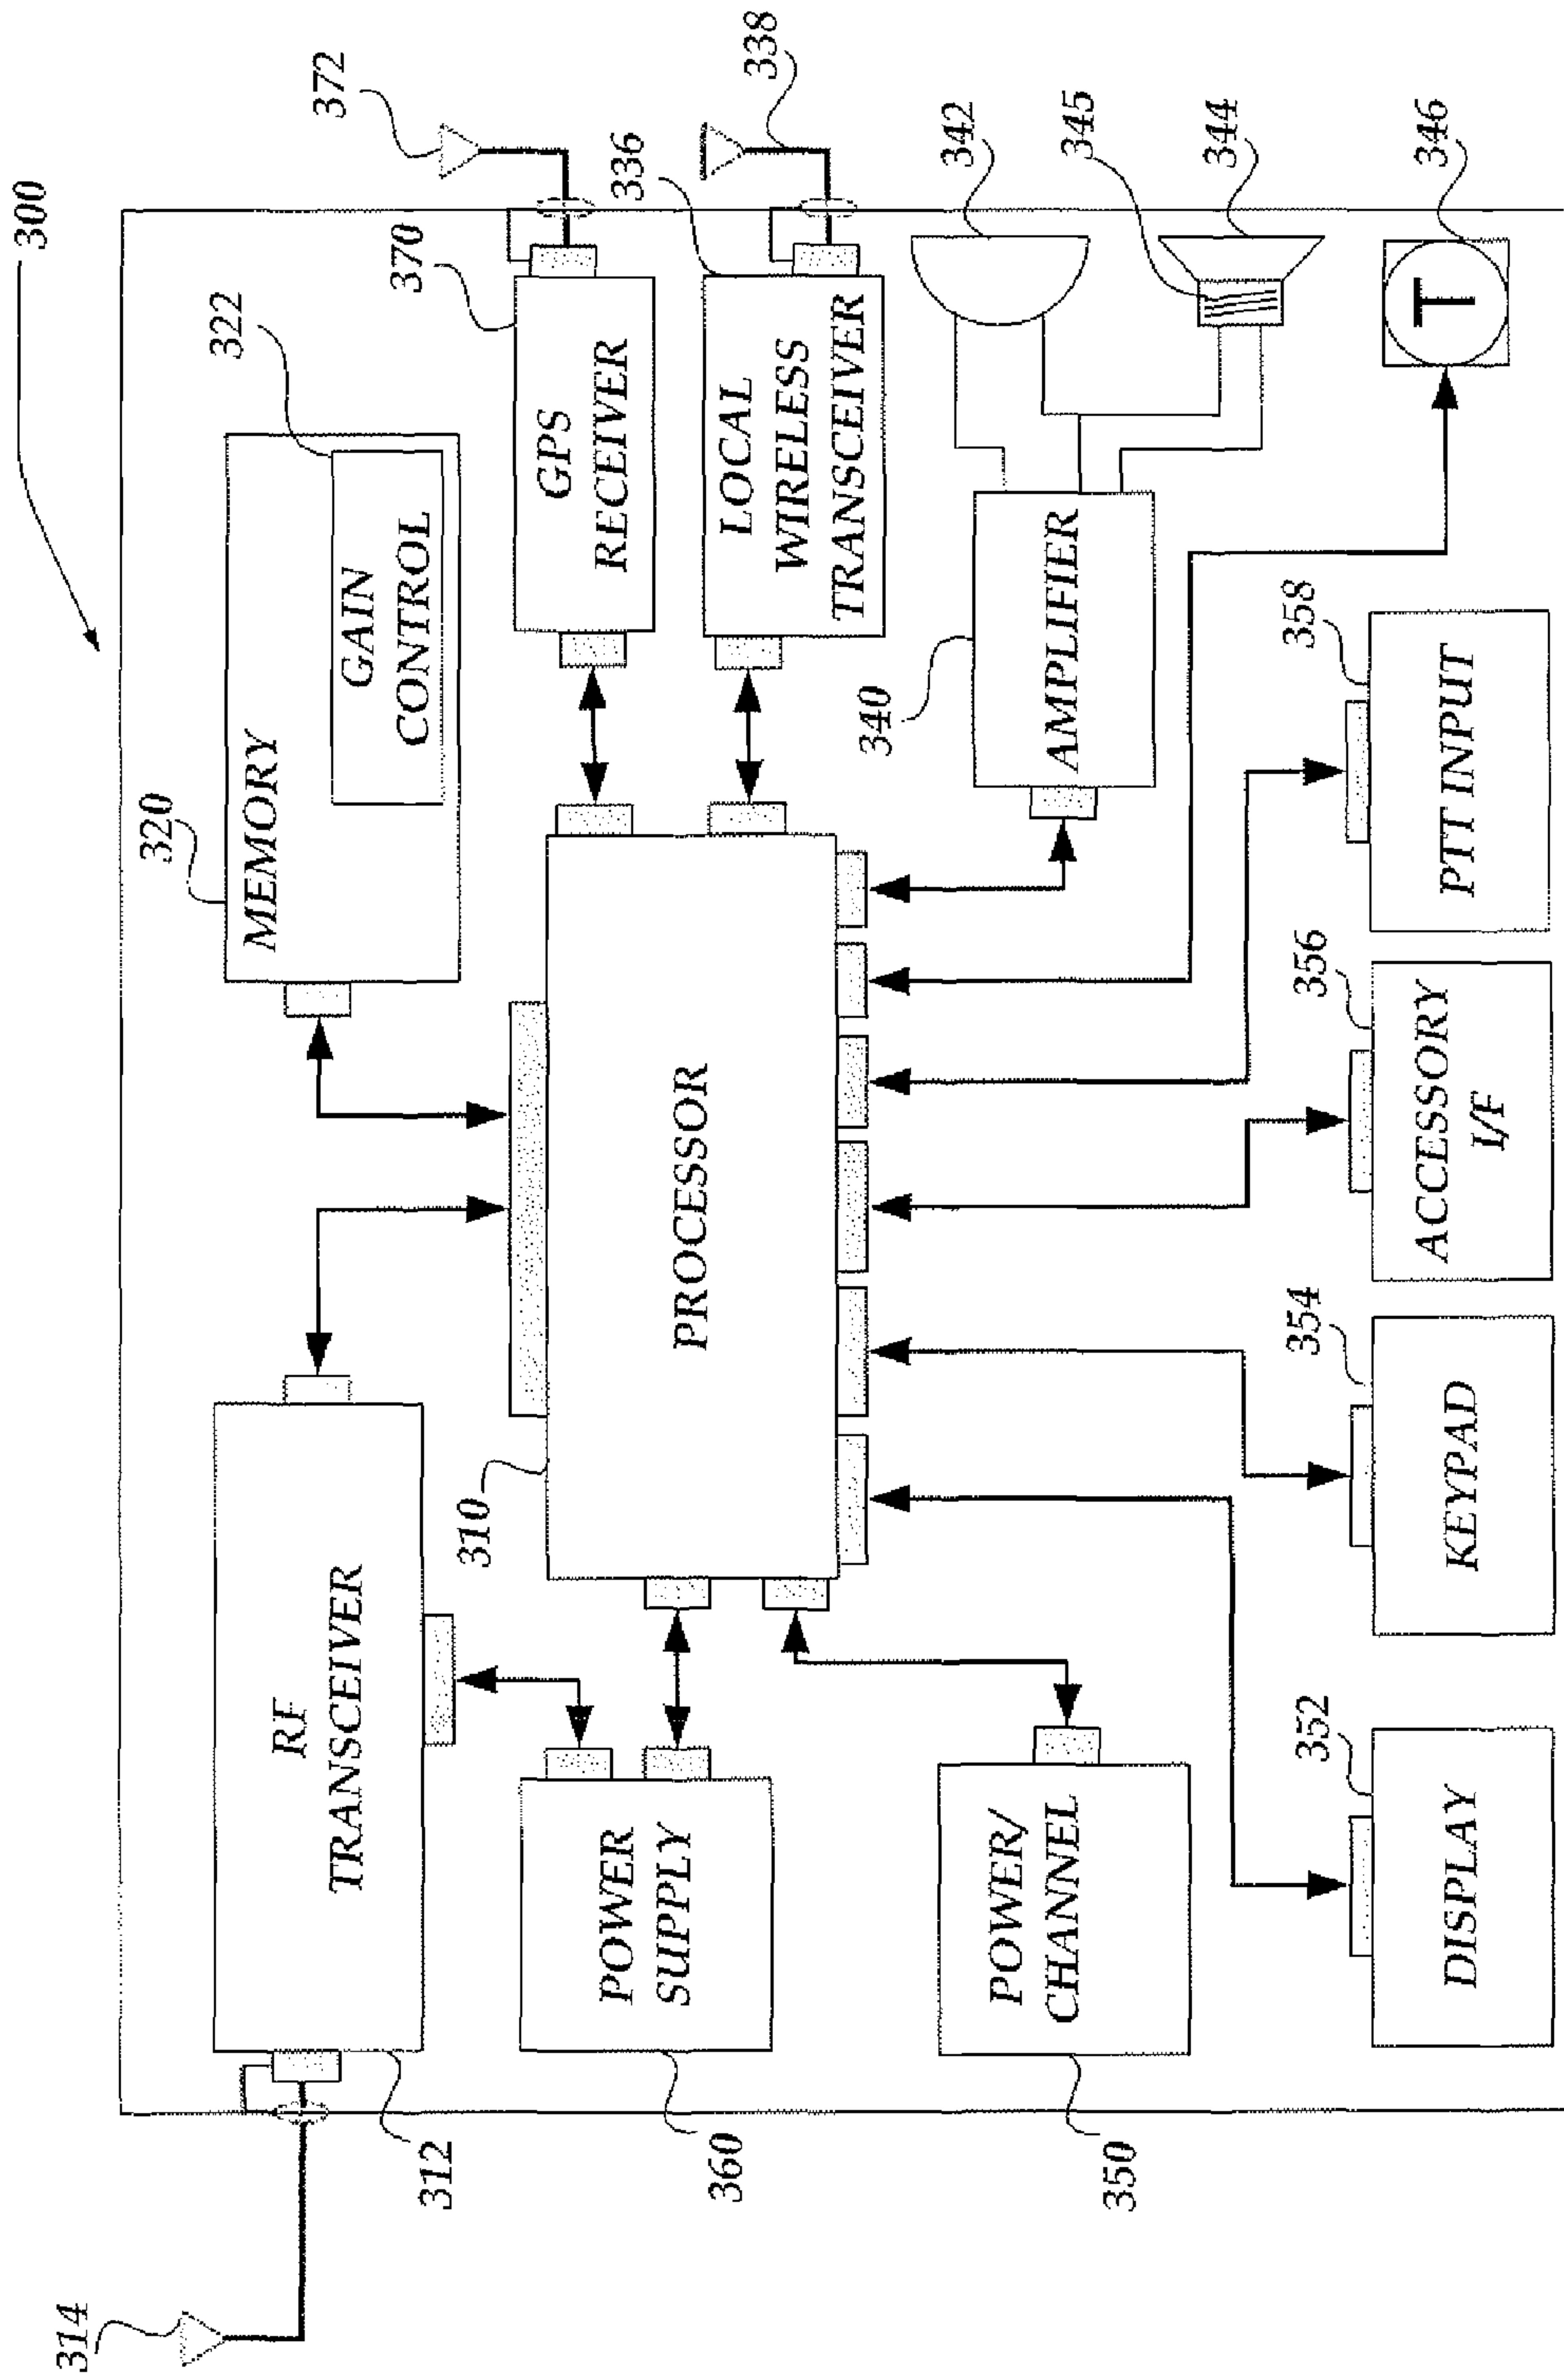 300
314
RF
TRANSCEIVER
312
320
MEMORY
322
GAIN
CONTROL
372
370
GPS
RECEIVER
POWER
SUPPLY
360
310
PROCESSOR
336
338
LOCAL
WIRELESS
TRANSCEIVER
POWER/
CHANNEL
350
340
AMPLIFIER
342
345
344
346
T
352
DISPLAY
354
KEYPAD
356
ACCESSORY
I/F
358
PTT INPUT